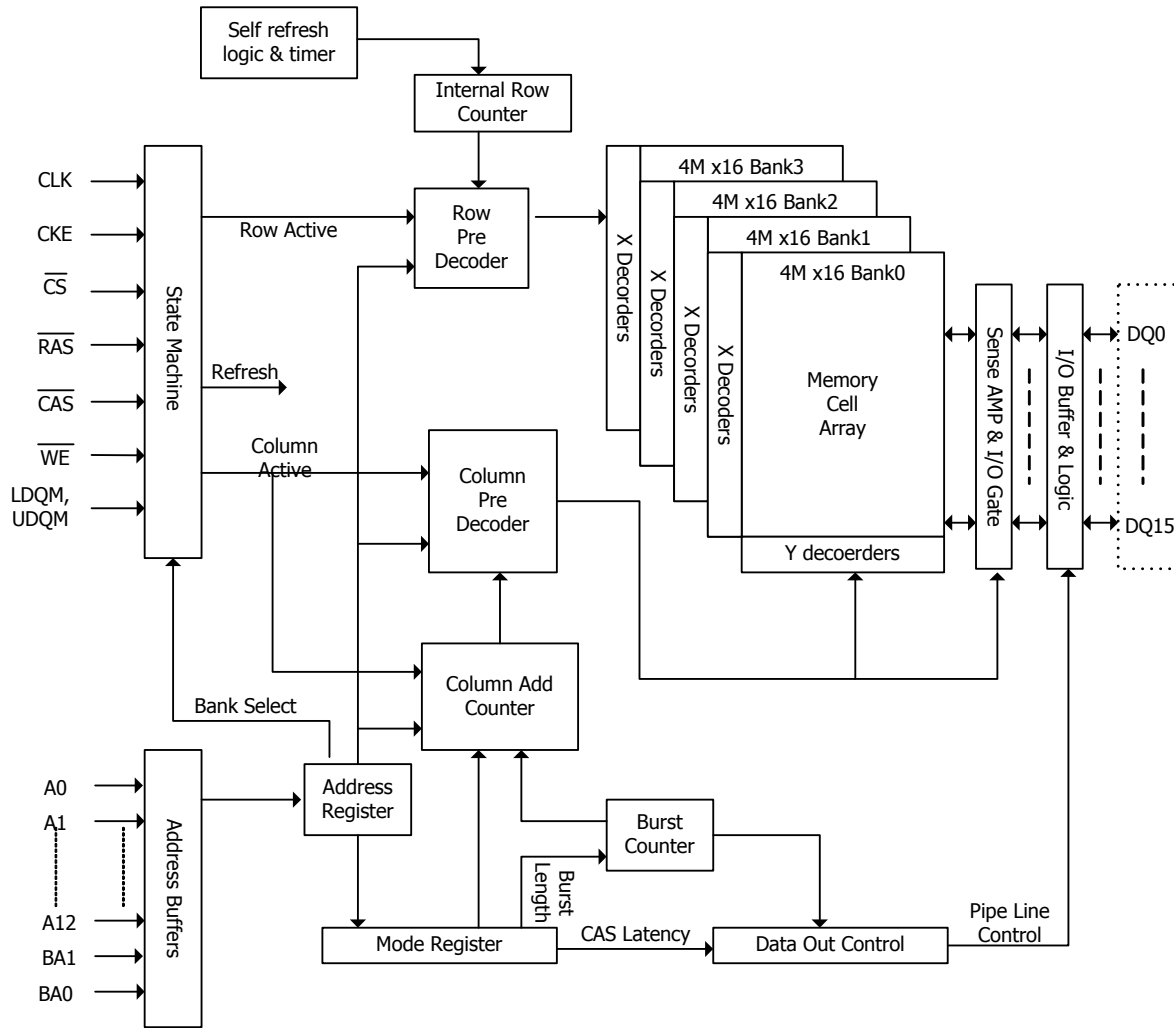 Self refresh
logic & timer
Internal Row
Counter
CLK
CKE
CS
RAS
CAS
WE
LDQM,
UDQM
State Machine
Row Active
Refresh
Column
Active
Row
Pre
Decoder
Column
Pre
Decoder
X Decorders
X Decorders
X Decorders
X Decoders
4M x16 Bank3
4M x16 Bank2
4M x16 Bank1
4M x16 Bank0
Memory
Cell
Array
Y decoerders
Sense AMP & I/O Gate
I/O Buffer & Logic
DQ0
DQ15
Bank Select
Column Add
Counter
A0
A1
A12
BA1
BA0
Address Buffers
Address
Register
Burst
Counter
Burst
Length
Mode Register
CAS Latency
Data Out Control
Pipe Line
Control